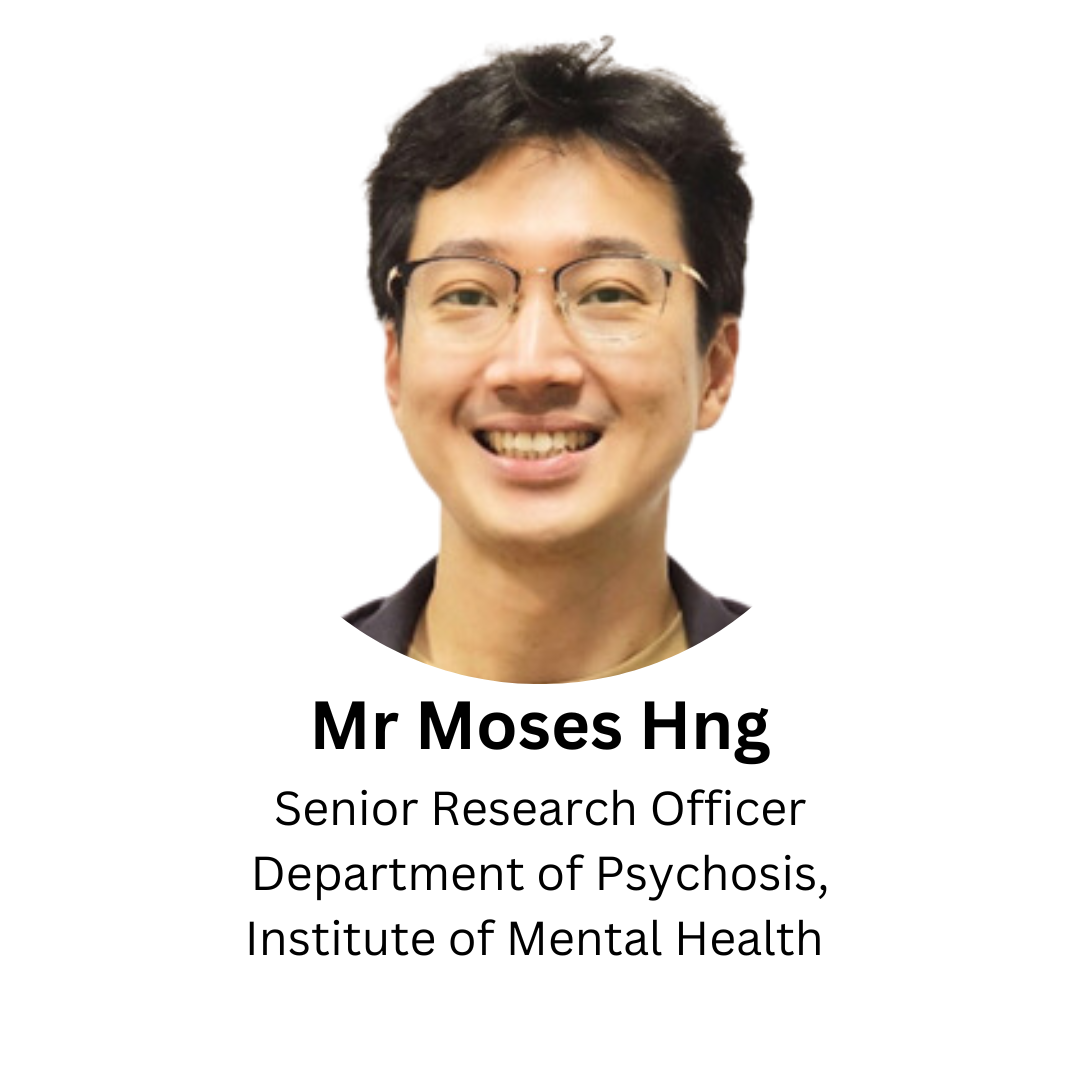 Mr Moses Hng
Senior Research Officer
Department of Psychosis,
Institute of Mental Health